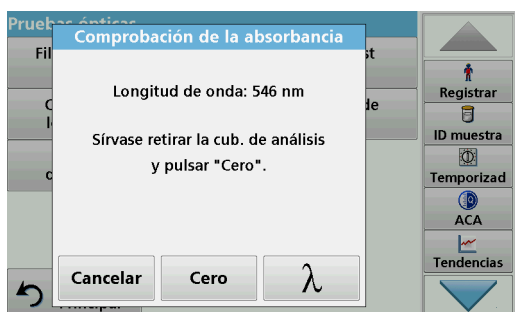 Pruebas ópticas
Comprobación de la absorbancia
Longitud de onda: 546 nm
Sírvase retirar la cub. de análisis
y pulsar "Cero".
Cancelar
Cero
λ
Principal
Registrar
ID muestra
Temporizad
ACA
Tendencias